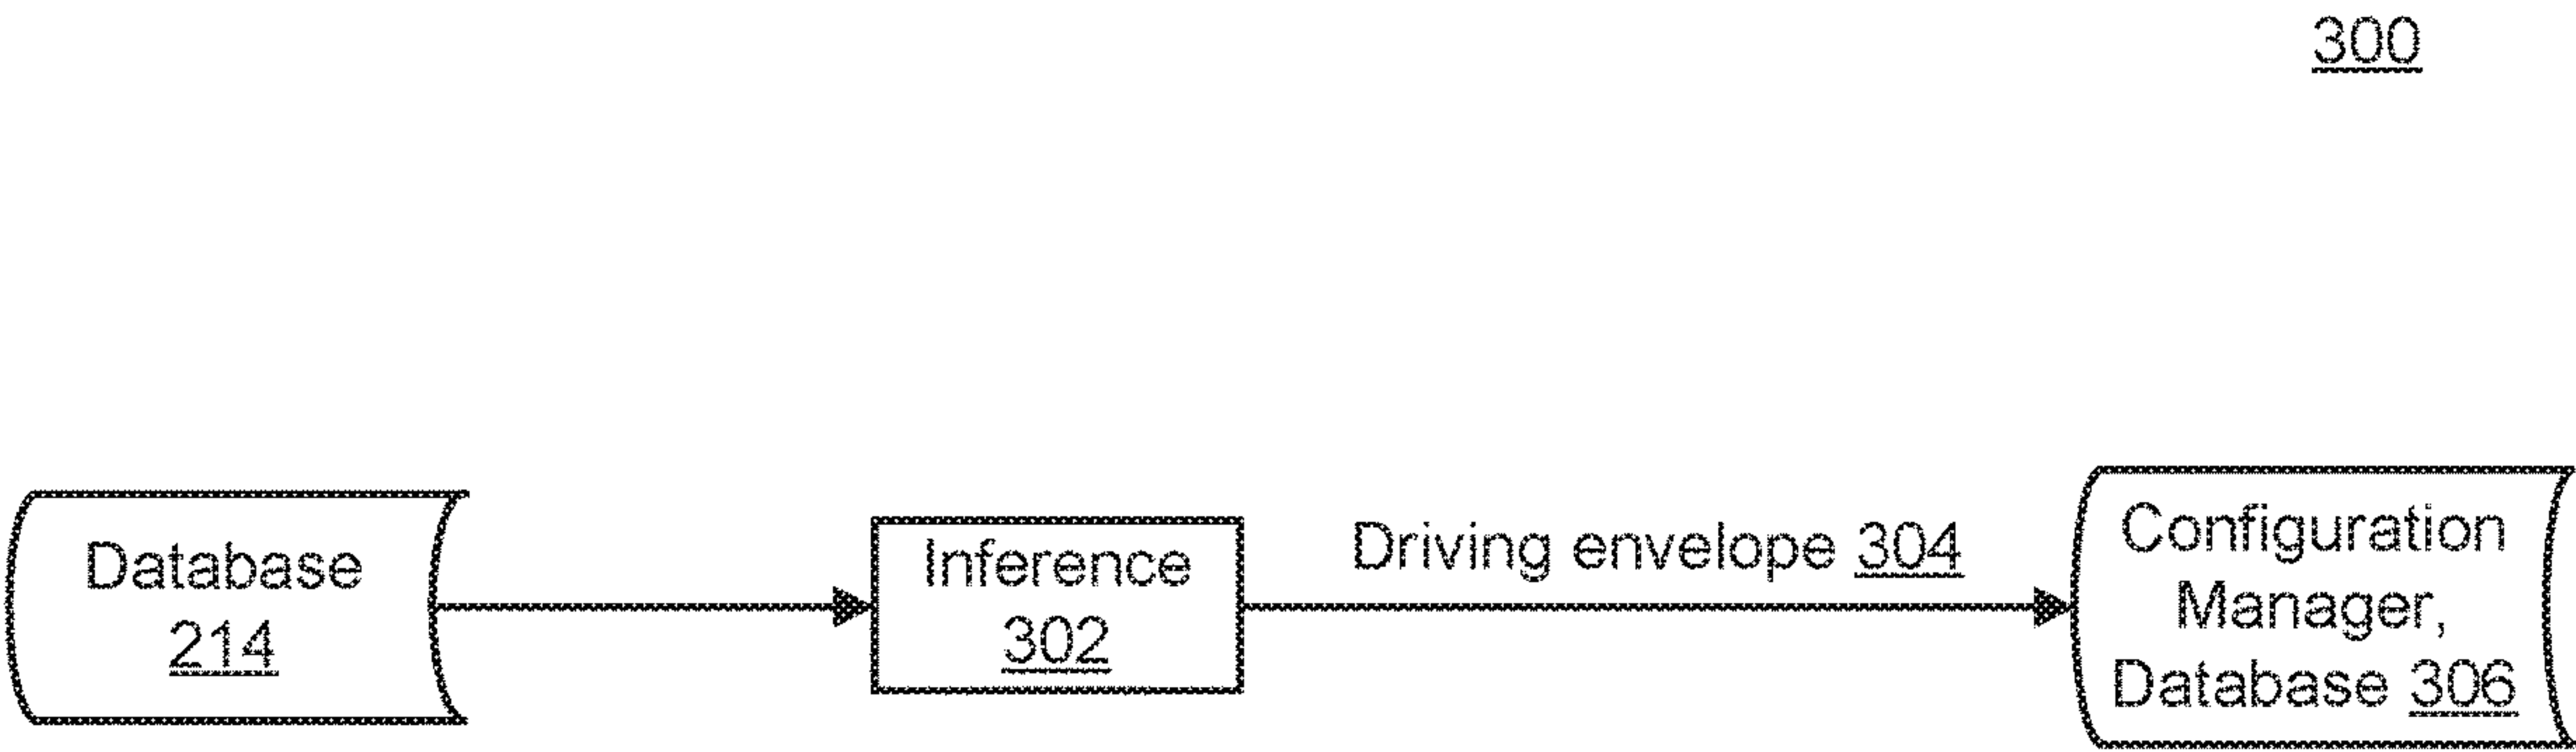 300
Database
214
Inference
302
Driving envelope 304
Configuration
Manager,
Database 306